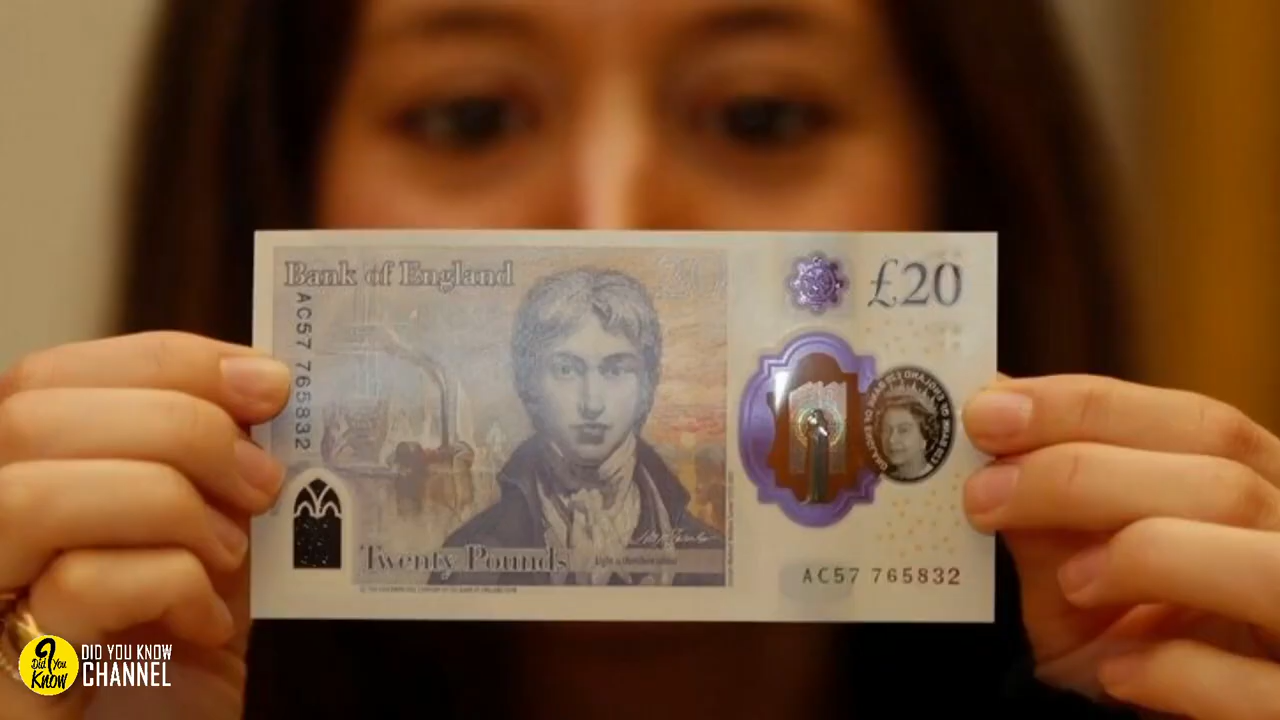 Bank of England
£20
AC57 765832
Twenty Pounds
AC57 765832
Did You
Know
DID YOU KNOW
CHANNEL